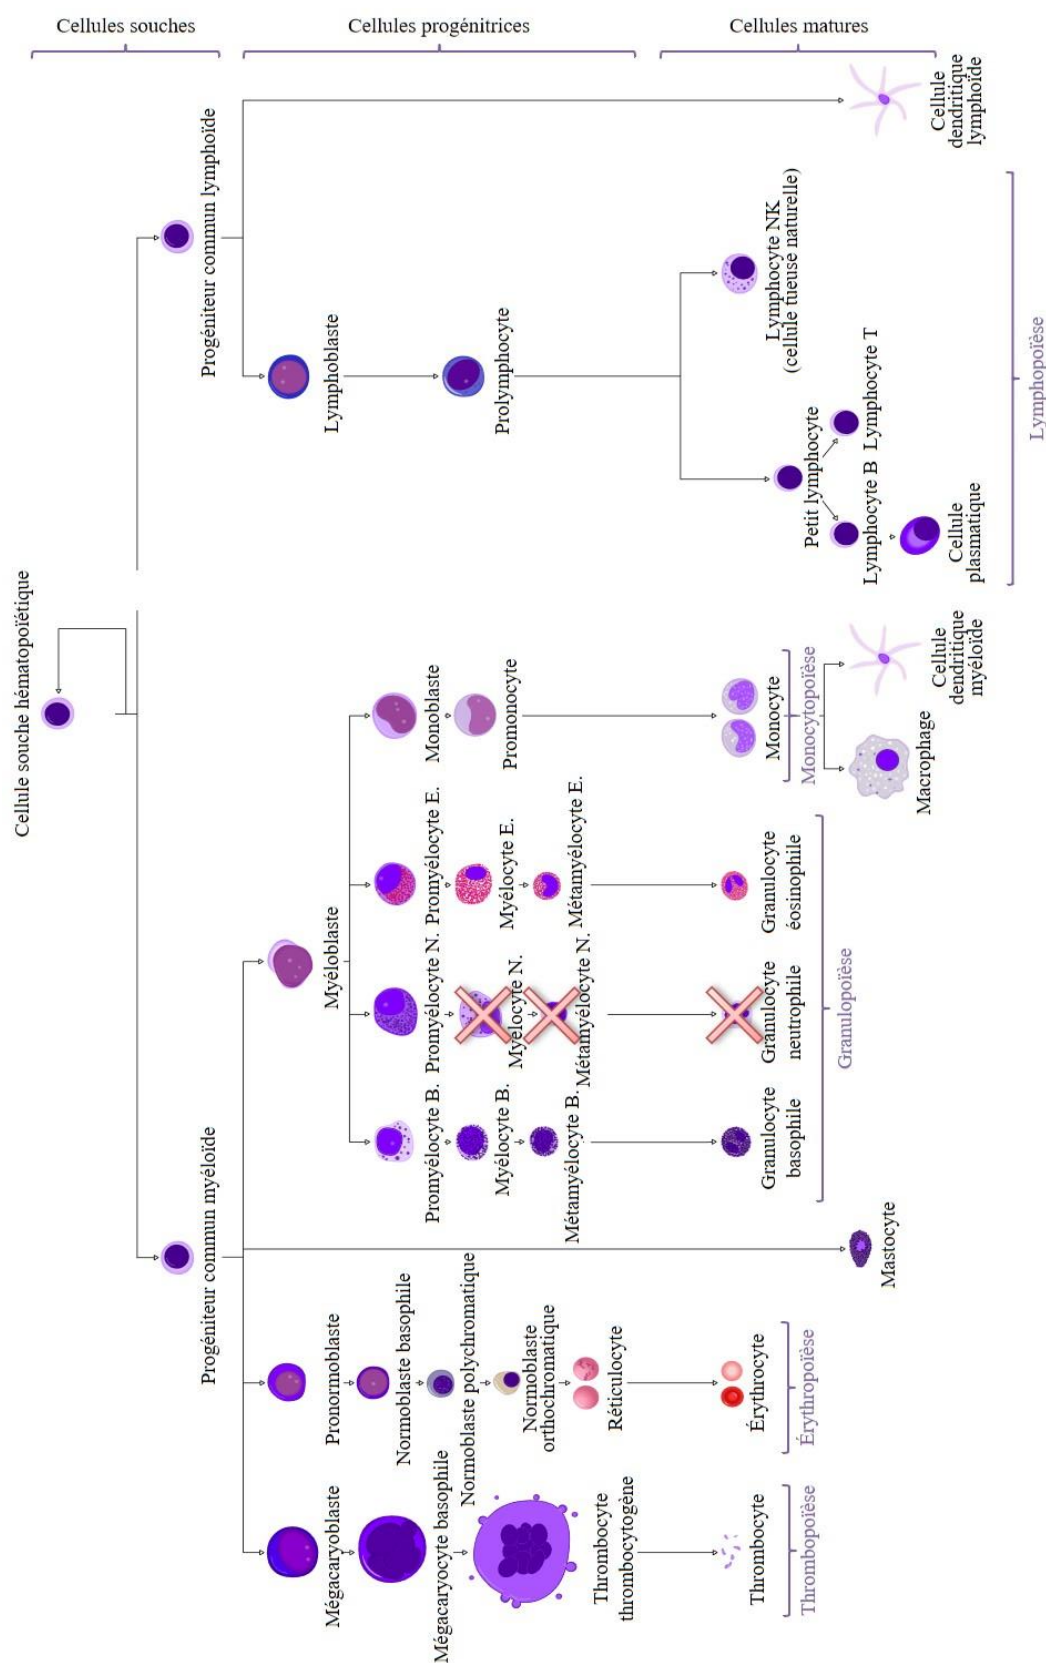 Cellules souches
Cellules progénitrices
Cellules matures
Cellule souche hématopoïétique
Progéniteur commun myéloïde
Progéniteur commun lymphoïde
Mégacaryoblaste
Mégacaryocyte basophile
Thrombocyte
thrombocytogène
Thrombocyte
Thrombopoïèse
Pronormoblaste
Normoblaste basophile
Normoblaste polychromatique
Normoblaste
orthochromatique
Réticulocyte
Érythrocyte
Érythropoïèse
Mastocyte
Myéloblaste
Promyélocyte B.
Myélocyte B.
Métamyélocyte B.
Granulocyte
basophile
Promyélocyte N.
Myélocyte N.
Métamyélocyte N.
Granulocyte
neutrophile
Promyélocyte E.
Myélocyte E.
Métamyélocyte E.
Granulocyte
éosinophile
Granulopoïèse
Monoblaste
Promonocyte
Monocyte
Monocytopoïèse
Macrophage
Cellule
dendritique
myéloïde
Lymphoblaste
Prolymphocyte
Petit lymphocyte
Lymphocyte B
Lymphocyte T
Cellule
plasmatique
Lymphocyte NK
(cellule tueuse naturelle)
Cellule
dendritique
lymphoïde
Lymphopoïèse